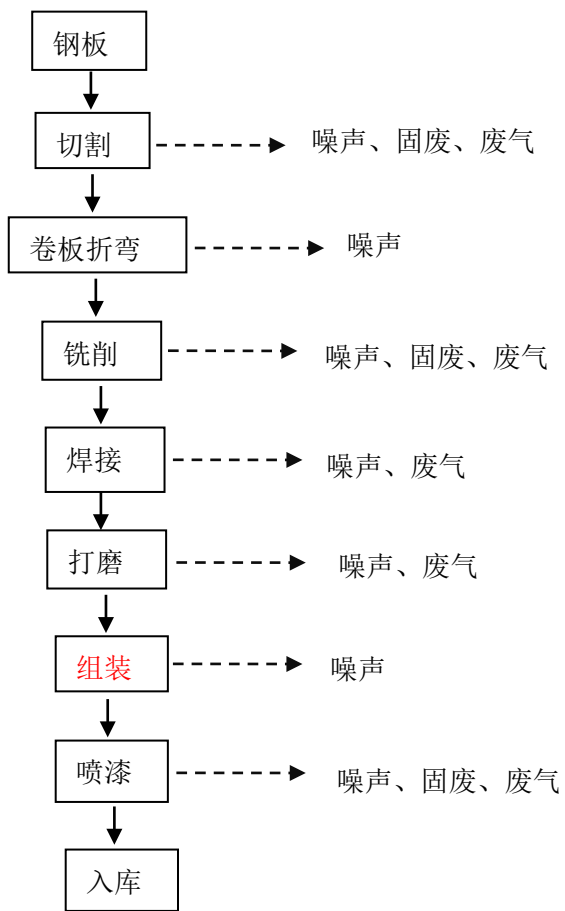 钢板
切割
噪声、固废、废气
卷板折弯
噪声
铣削
噪声、固废、废气
焊接
噪声、废气
打磨
噪声、废气
组装
噪声
喷漆
噪声、固废、废气
入库